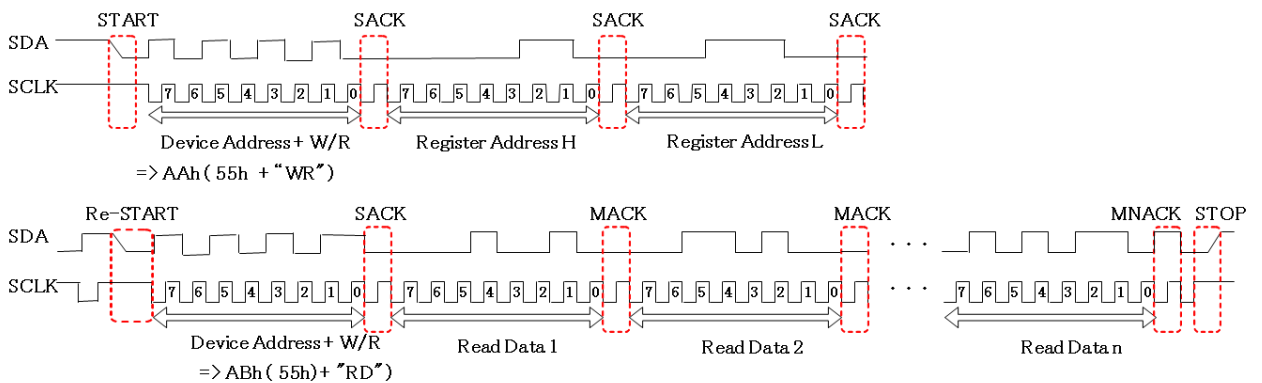 START SACK SACK SACK
SDA
SCLK
7 6 5 4 3 2 1 0 7 6 5 4 3 2 1 0 7 6 5 4 3 2 1 0
Device Address + W/R Register Address H Register Address L
=> AAh ( 55h + “WR”)
Re-START SACK MACK MACK MNACK STOP
SDA · · ·
SCLK · · ·
7 6 5 4 3 2 1 0 7 6 5 4 3 2 1 0 7 6 5 4 3 2 1 0 7 6 5 4 3 2 1 0
Device Address + W/R Read Data 1 Read Data 2 Read Data n
=> ABh ( 55h) + ”RD”)